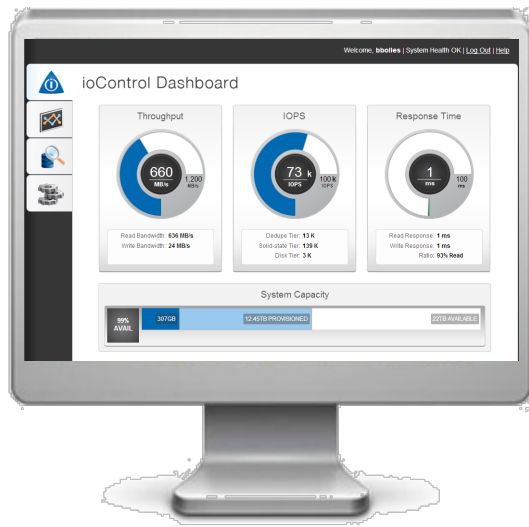 Welcome, bbolles | System Health OK | Log Out | Help
ioControl Dashboard
Throughput
660
MB/s
1,200
MB/s
Read Bandwidth: 636 MB/s
Write Bandwidth: 24 MB/s
IOPS
73 k
IOPS
100 k
IOPS
Dedupe Tier: 13 K
Solid-state Tier: 139 K
Disk Tier: 3 K
Response Time
1
ms
100
ms
Read Response: 1 ms
Write Response: 1 ms
Ratio: 93% Read
System Capacity
99%
AVAIL
307GB
12.45TB PROVISIONED
22TB AVAILABLE